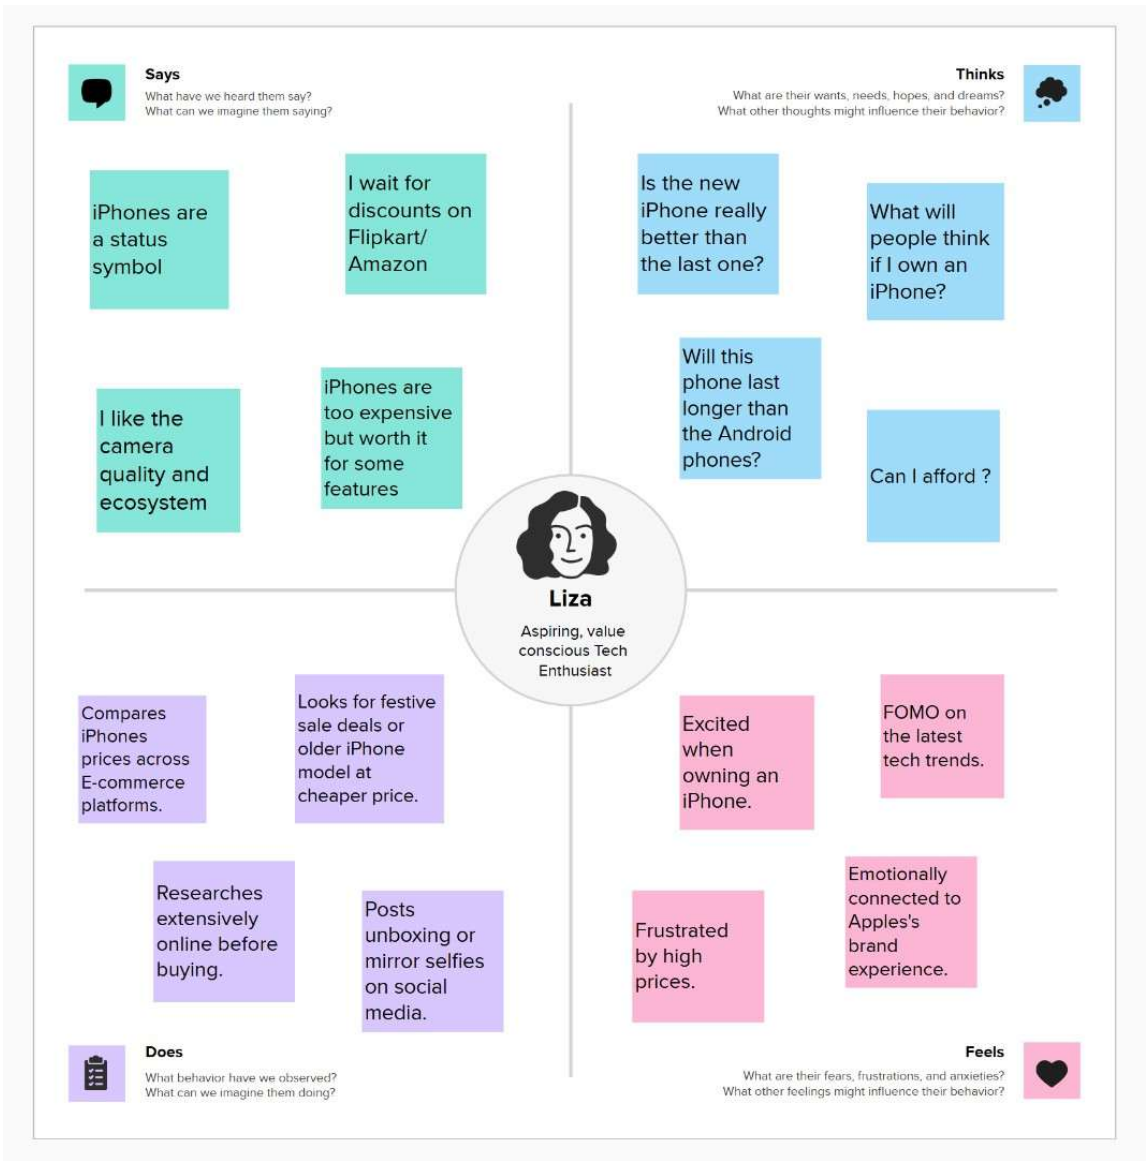 Says
What have we heard them say?
What can we imagine them saying?
Thinks
What are their wants, needs, hopes, and dreams?
What other thoughts might influence their behavior?
iPhones are
a status
symbol
I wait for
discounts on
Flipkart/
Amazon
I like the
camera
quality and
ecosystem
iPhones are
too expensive
but worth it
for some
features
Is the new
iPhone really
better than
the last one?
What will
people think
if I own an
iPhone?
Will this
phone last
longer than
the Android
phones?
Can I afford ?
Liza
Aspiring, value
conscious Tech
Enthusiast
Compares
iPhones
prices across
E-commerce
platforms.
Looks for festive
sale deals or
older iPhone
model at
cheaper price.
Researches
extensively
online before
buying.
Posts
unboxing or
mirror selfies
on social
media.
Excited
when
owning an
iPhone.
FOMO on
the latest
tech trends.
Frustrated
by high
prices.
Emotionally
connected to
Apples's
brand
experience.
Does
What behavior have we observed?
What can we imagine them doing?
Feels
What are their fears, frustrations, and anxieties?
What other feelings might influence their behavior?